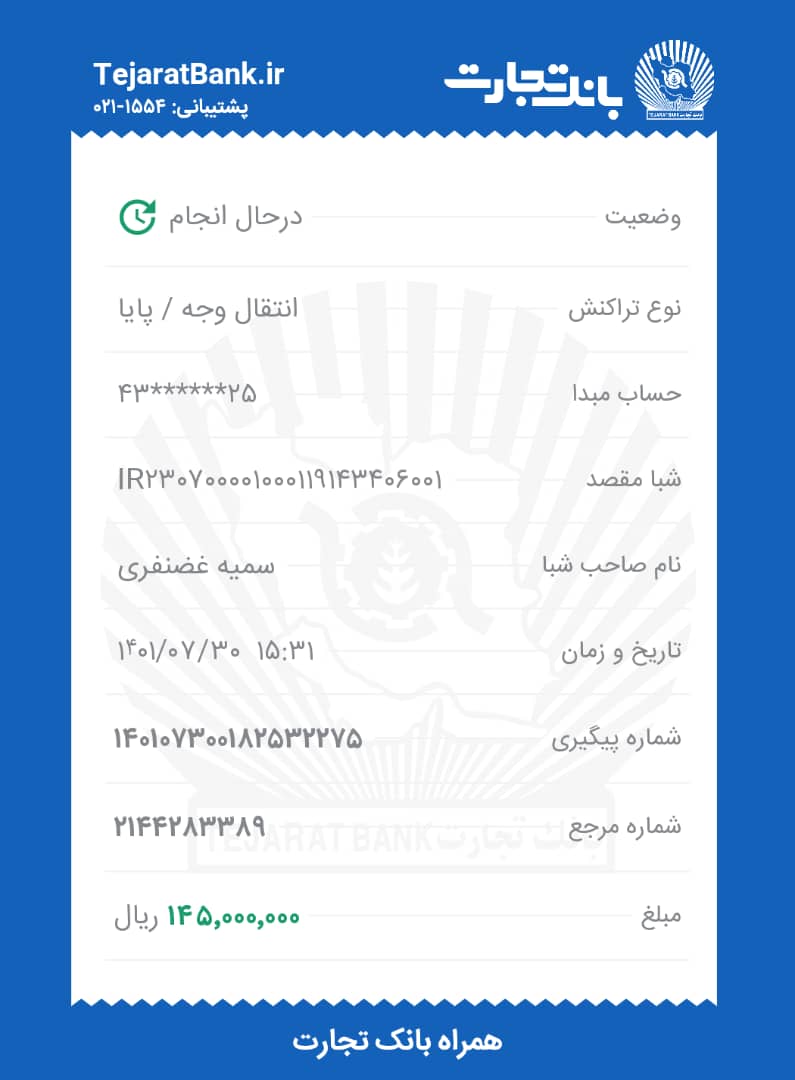 بانک تجارت
TEJARAT BANK بانک تجارت
TejaratBank.ir
پشتیبانی: ۱۵۵۴-۰۲۱
وضعیت درحال انجام
نوع تراکنش انتقال وجه / پایا
حساب مبدا ۴۳******۲۵
شبا مقصد IR۲۳۰۷۰۰۰۰۱۰۰۰۱۱۹۱۴۳۴۰۶۰۰۱
نام صاحب شبا سمیه غضنفری
تاریخ و زمان ۱۴۰۱/۰۷/۳۰ ۱۵:۳۱
شماره پیگیری ۱۴۰۱۰۷۳۰۰۱۸۲۵۳۲۲۷۵
شماره مرجع ۲۱۴۴۲۸۳۳۸۹
TEJARAT BANK بانک تجارت
مبلغ ۱۴۵,۰۰۰,۰۰۰ ریال
همراه بانک تجارت